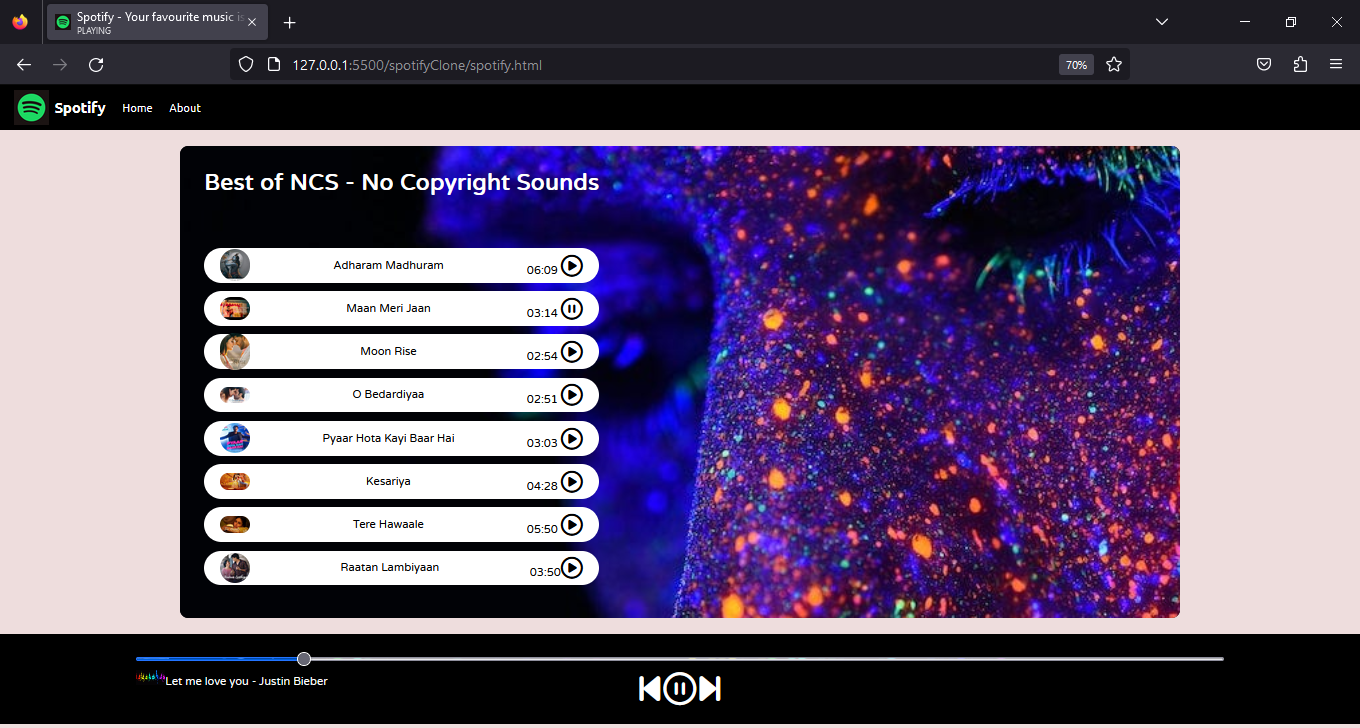 Spotify - Your favourite music is
PLAYING
127.0.0.1:5500/spotifyClone/spotify.html
70%
Spotify Home About
Best of NCS - No Copyright Sounds
Adharam Madhuram 06:09
Maan Meri Jaan 03:14
Moon Rise 02:54
O Bedardiyaa 02:51
Pyaar Hota Kayi Baar Hai 03:03
Kesariya 04:28
Tere Hawaale 05:50
Raatan Lambiyaan 03:50
Let me love you - Justin Bieber